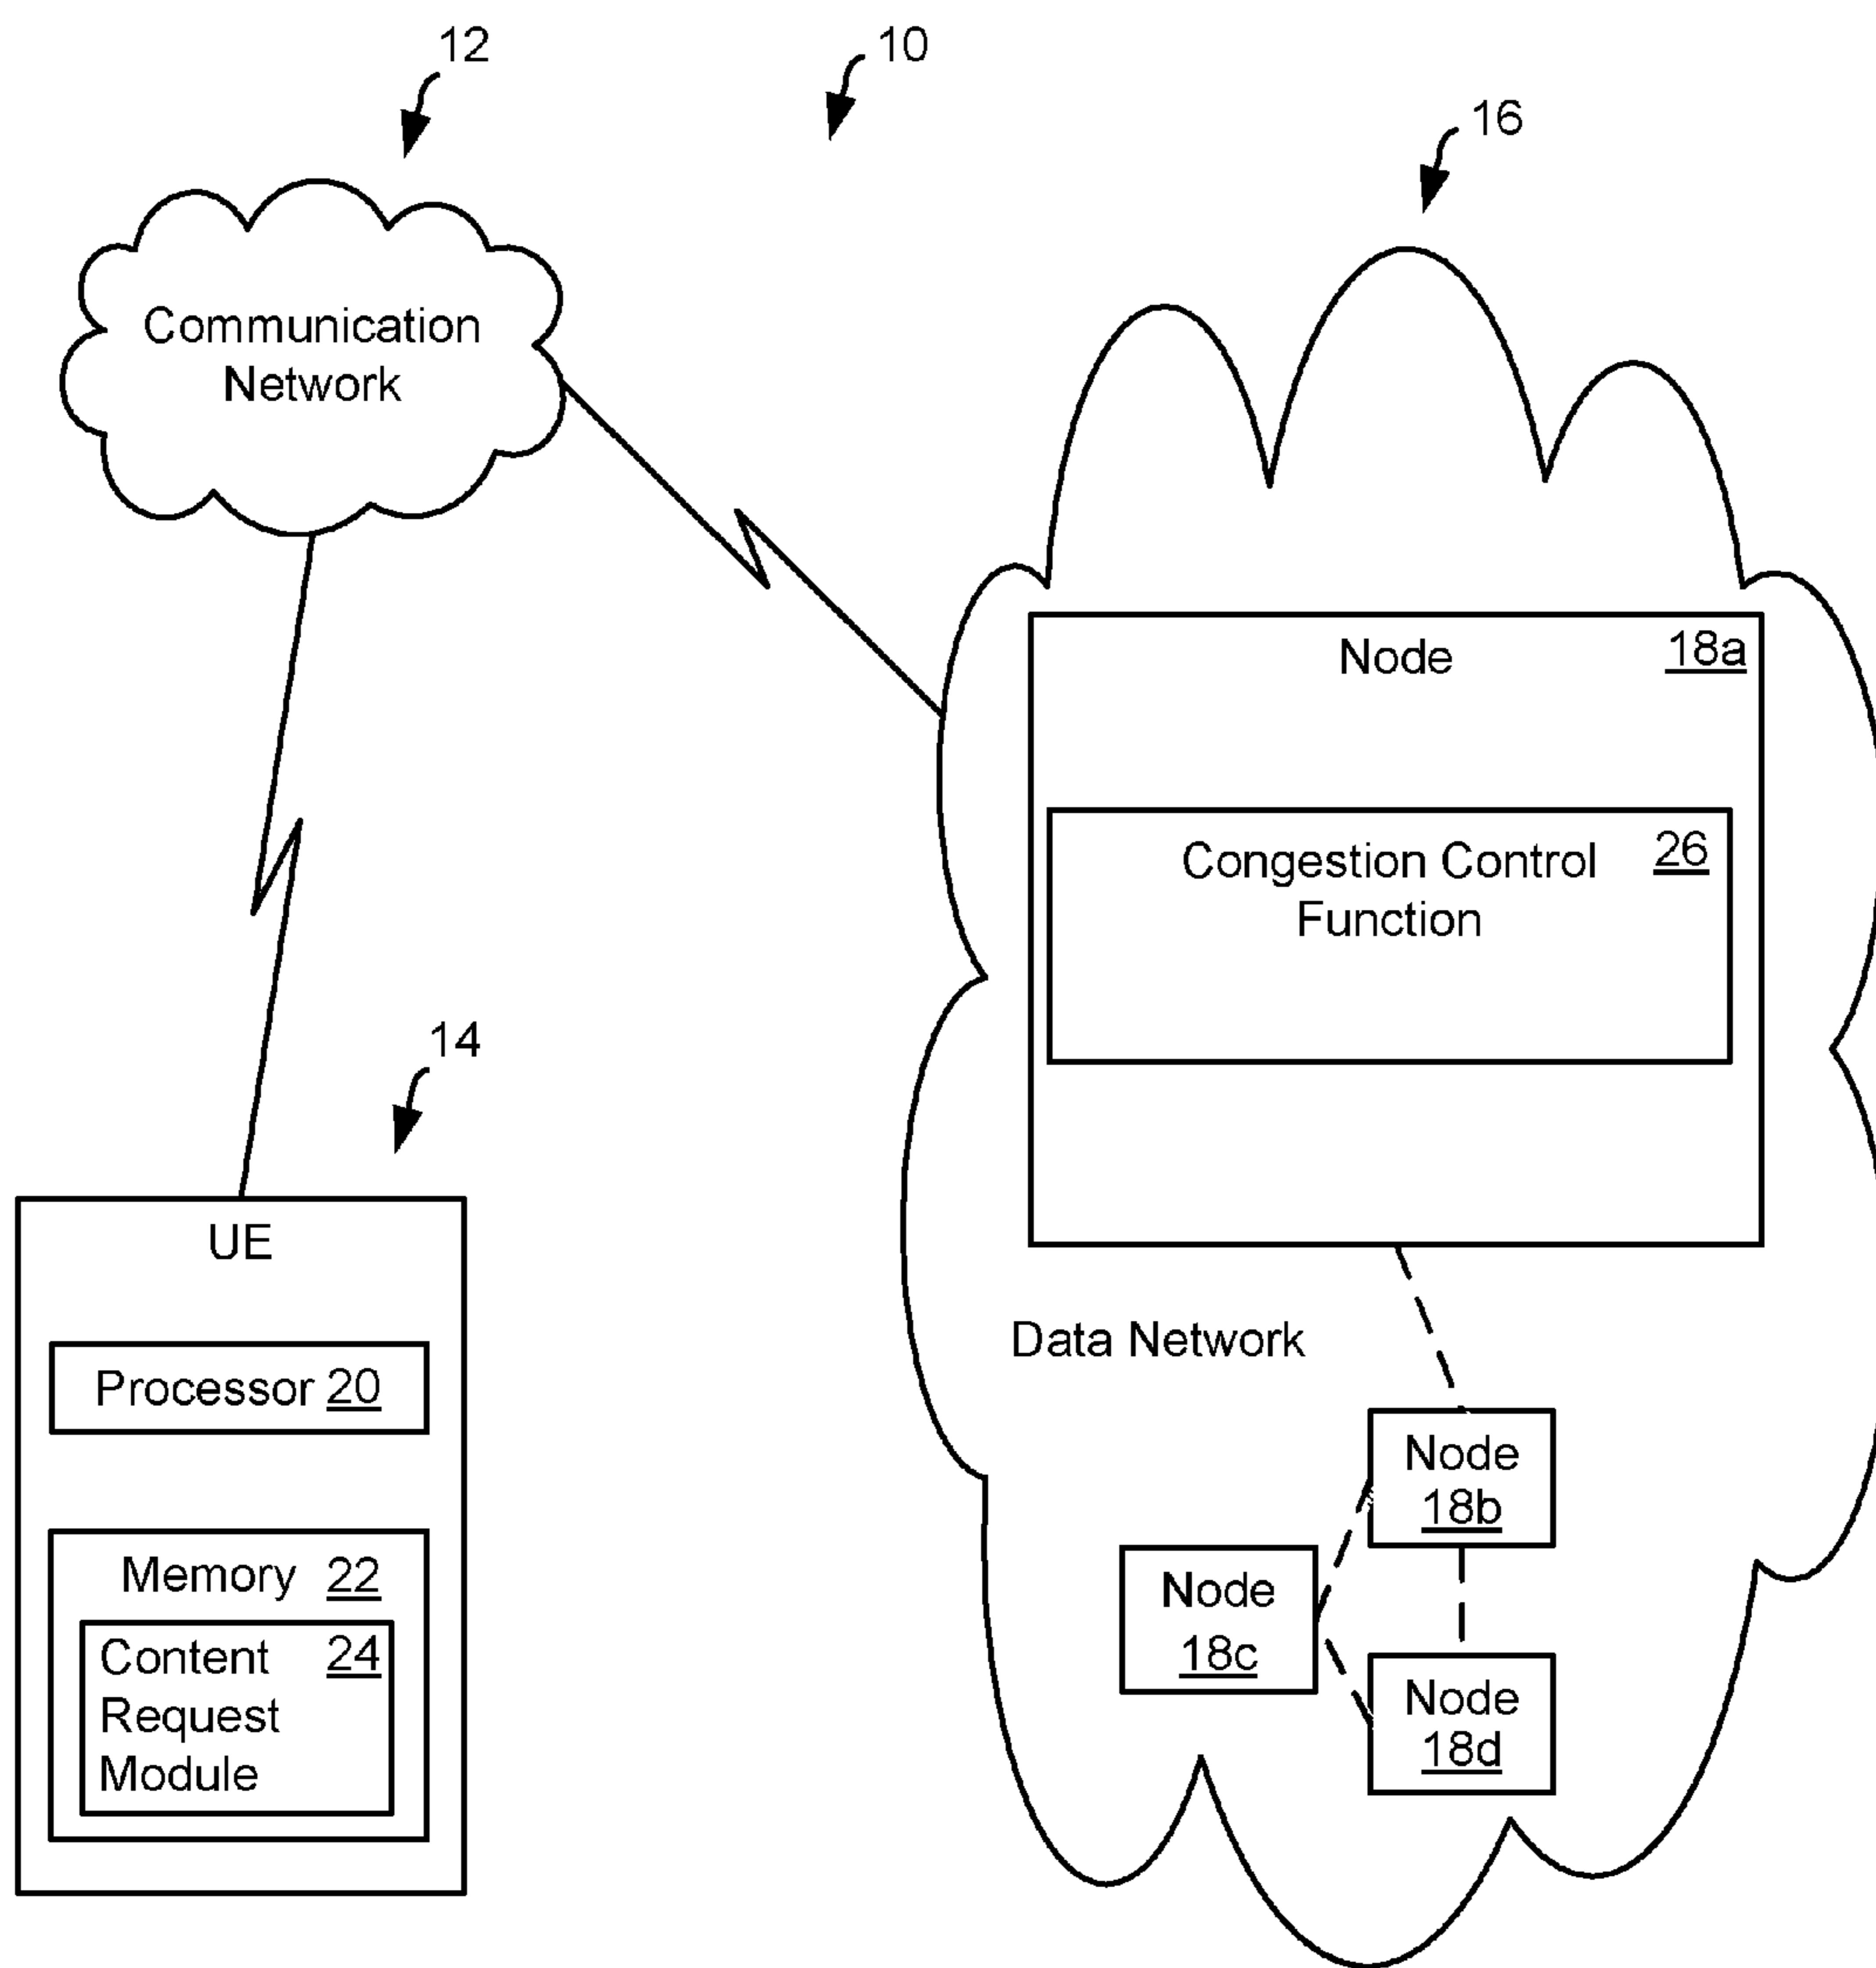 12
10
16
Communication
Network
Node 18a
Congestion Control 26
Function
14
UE
Processor 20
Memory 22
Content 24
Request
Module
Data Network
Node
18b
Node
18c
Node
18d